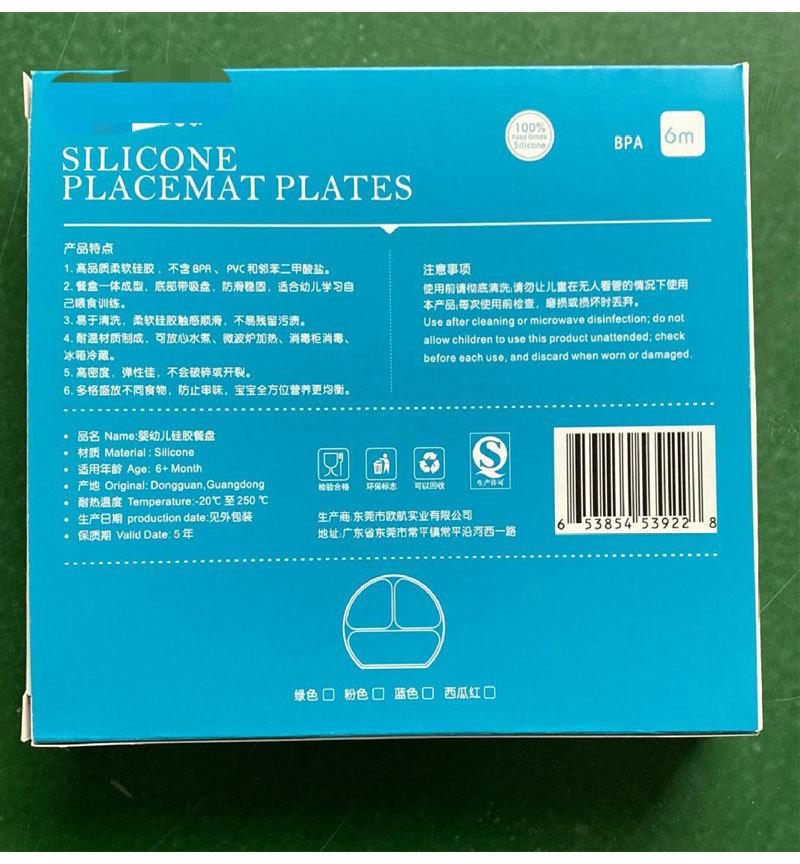 100%
Food Grade
Silicone
BPA
6m
SILICONE
PLACEMAT PLATES
产品特点
1.高品质柔软硅胶，不含BPA、PVC和邻苯二甲酸盐。
2.餐盒一体成型，底部带吸盘，防滑稳固，适合幼儿学习自
己喂食训练。
3.易于清洗，柔软硅胶触感顺滑，不易残留污渍。
4.耐温材质制成，可放心水煮、微波炉加热、消毒柜消毒、
冰箱冷藏。
5.高密度，弹性佳，不会破碎或开裂。
6.多格盛放不同食物，防止串味，宝宝全方位营养更均衡。
注意事项
使用前请彻底清洗;请勿让儿童在无人看管的情况下使用
本产品;每次使用前检查，磨损或损坏时丢弃。
Use after cleaning or microwave disinfection; do not
allow children to use this product unattended; check
before each use, and discard when worn or damaged.
• 品名 Name:婴幼儿硅胶餐盘
• 材质 Material : Silicone
• 适用年龄 Age: 6+ Month
• 产地 Original: Dongguan,Guangdong
• 耐热温度 Temperature:-20℃ 至 250 ℃
• 生产日期 production date:见外包装
• 保质期 Valid Date: 5 年
检验合格
环保标志
可以回收
QS
生产许可
生产商:东莞市欧航实业有限公司
地址:广东省东莞市常平镇常平沿河西一路
6 53854 53922 8
绿色□ 粉色□ 蓝色□ 西瓜红□